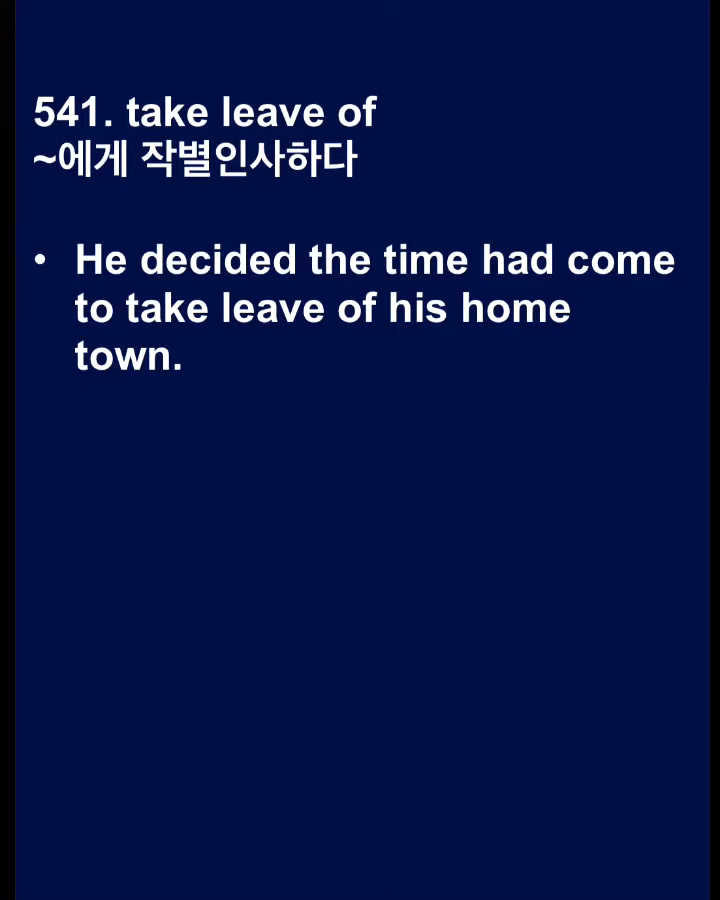 541. take leave of
~에게 작별인사하다
• He decided the time had come
to take leave of his home
town.